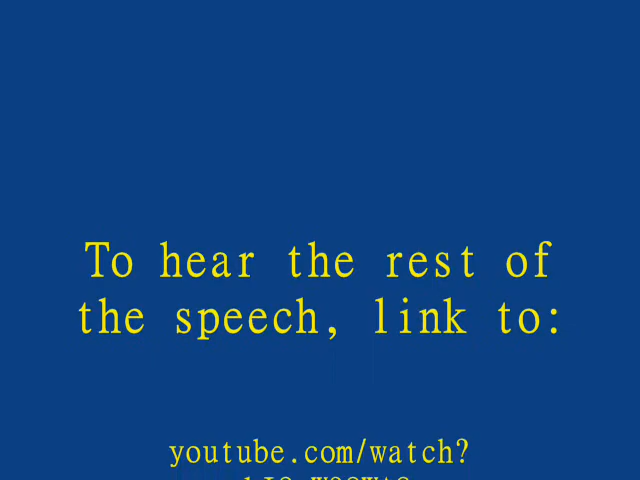 To hear the rest of
the speech, link to:
youtube.com/watch?